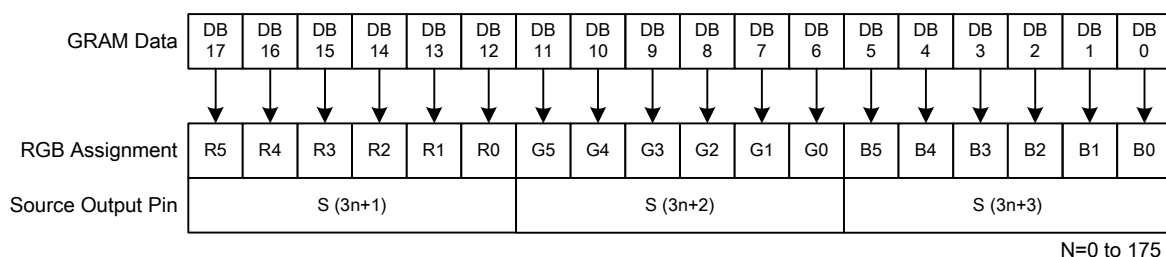 GRAM Data DB 17 DB 16 DB 15 DB 14 DB 13 DB 12 DB 11 DB 10 DB 9 DB 8 DB 7 DB 6 DB 5 DB 4 DB 3 DB 2 DB 1 DB 0
RGB Assignment R5 R4 R3 R2 R1 R0 G5 G4 G3 G2 G1 G0 B5 B4 B3 B2 B1 B0
Source Output Pin S (3n+1) S (3n+2) S (3n+3)
N=0 to 175